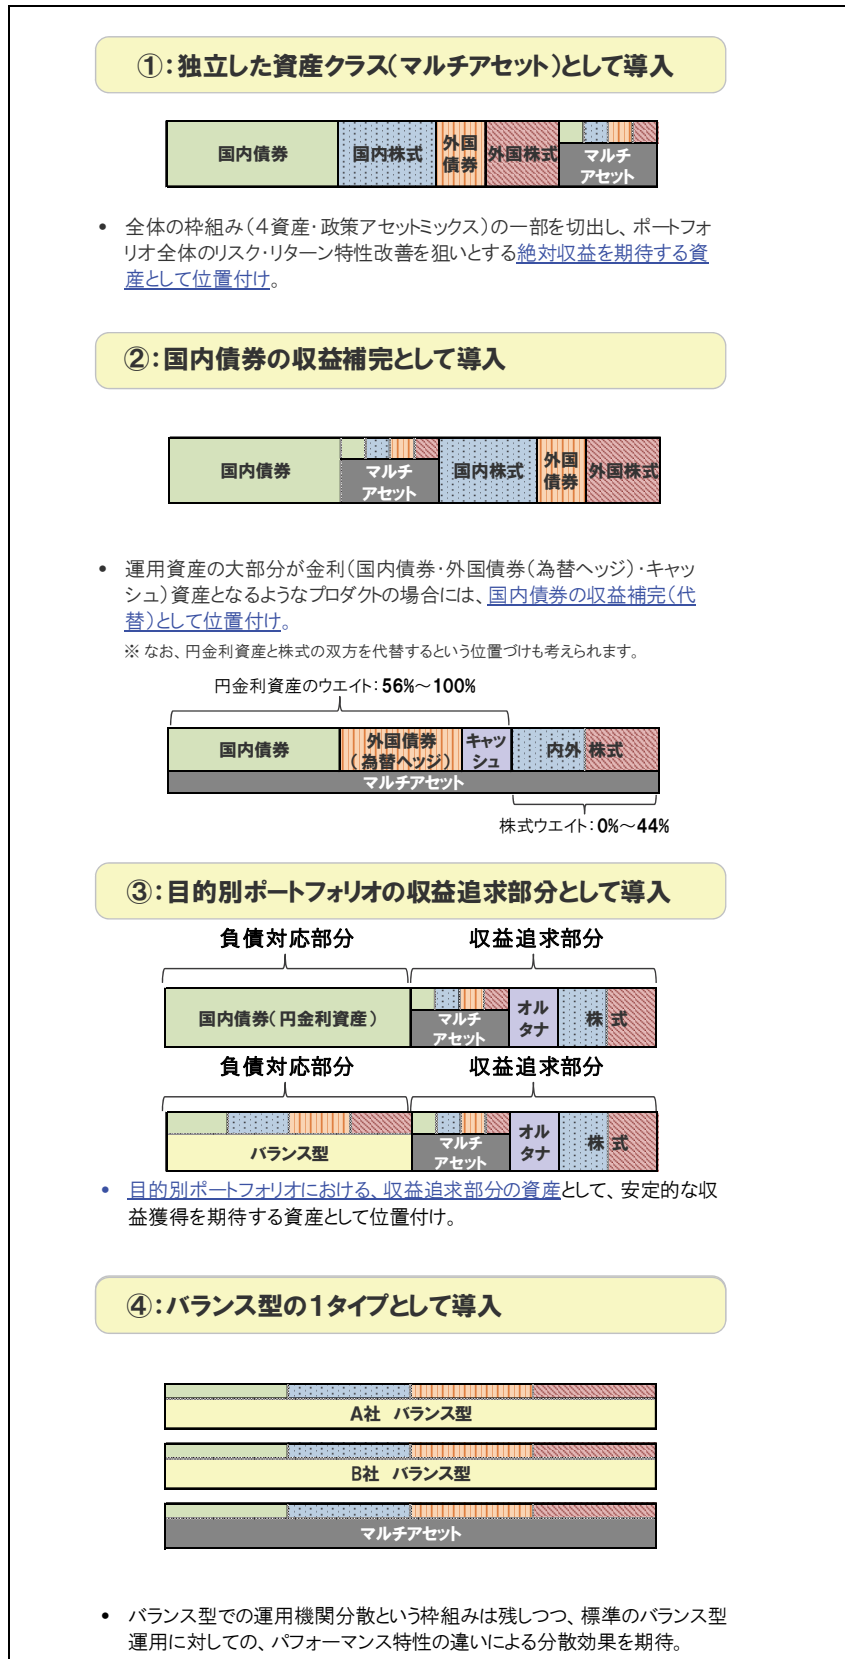 ①：独立した資産クラス（マルチアセット）として導入
国内債券
国内株式
外国
債券
外国株式
マルチ
アセット
• 全体の枠組み（４資産・政策アセットミックス）の一部を切出し、ポートフォ
リオ全体のリスク・リターン特性改善を狙いとする絶対収益を期待する資
産として位置付け。
②：国内債券の収益補完として導入
国内債券
マルチ
アセット
国内株式
外国
債券
外国株式
• 運用資産の大部分が金利（国内債券・外国債券（為替ヘッジ）・キャッ
シュ）資産となるようなプロダクトの場合には、国内債券の収益補完（代
替）として位置付け。
※ なお、円金利資産と株式の双方を代替するという位置づけも考えられます。
円金利資産のウエイト：56%～100%
国内債券
外国債券
（為替ヘッジ）
キャッ
シュ
内外 株式
マルチアセット
株式ウエイト：0%～44%
③：目的別ポートフォリオの収益追求部分として導入
負債対応部分 収益追求部分
国内債券（円金利資産）
マルチ
アセット
オル
タナ
株 式
負債対応部分 収益追求部分
バランス型
マルチ
アセット
オル
タナ
株 式
• 目的別ポートフォリオにおける、収益追求部分の資産として、安定的な収
益獲得を期待する資産として位置付け。
④：バランス型の１タイプとして導入
A社 バランス型
B社 バランス型
マルチアセット
• バランス型での運用機関分散という枠組みは残しつつ、標準のバランス型
運用に対しての、パフォーマンス特性の違いによる分散効果を期待。